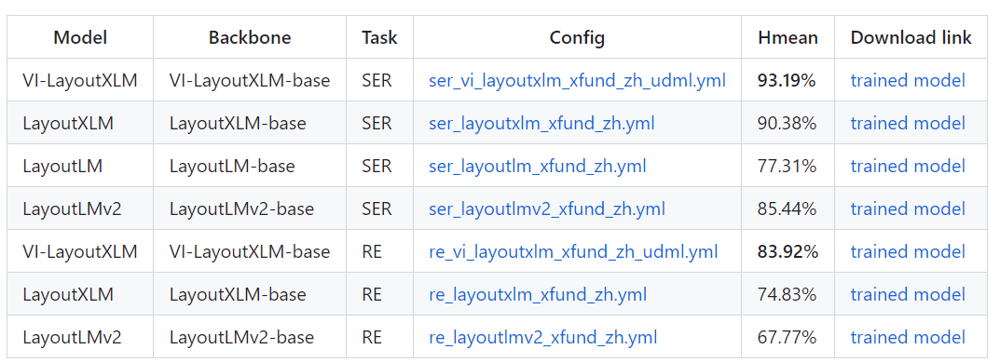 Model Backbone Task Config Hmean Download link
VI-LayoutXLM VI-LayoutXLM-base SER ser_vi_layoutxlm_xfund_zh_udml.yml 93.19% trained model
LayoutXLM LayoutXLM-base SER ser_layoutxlm_xfund_zh.yml 90.38% trained model
LayoutLM LayoutLM-base SER ser_layoutlm_xfund_zh.yml 77.31% trained model
LayoutLMv2 LayoutLMv2-base SER ser_layoutlmv2_xfund_zh.yml 85.44% trained model
VI-LayoutXLM VI-LayoutXLM-base RE re_vi_layoutxlm_xfund_zh_udml.yml 83.92% trained model
LayoutXLM LayoutXLM-base RE re_layoutxlm_xfund_zh.yml 74.83% trained model
LayoutLMv2 LayoutLMv2-base RE re_layoutlmv2_xfund_zh.yml 67.77% trained model